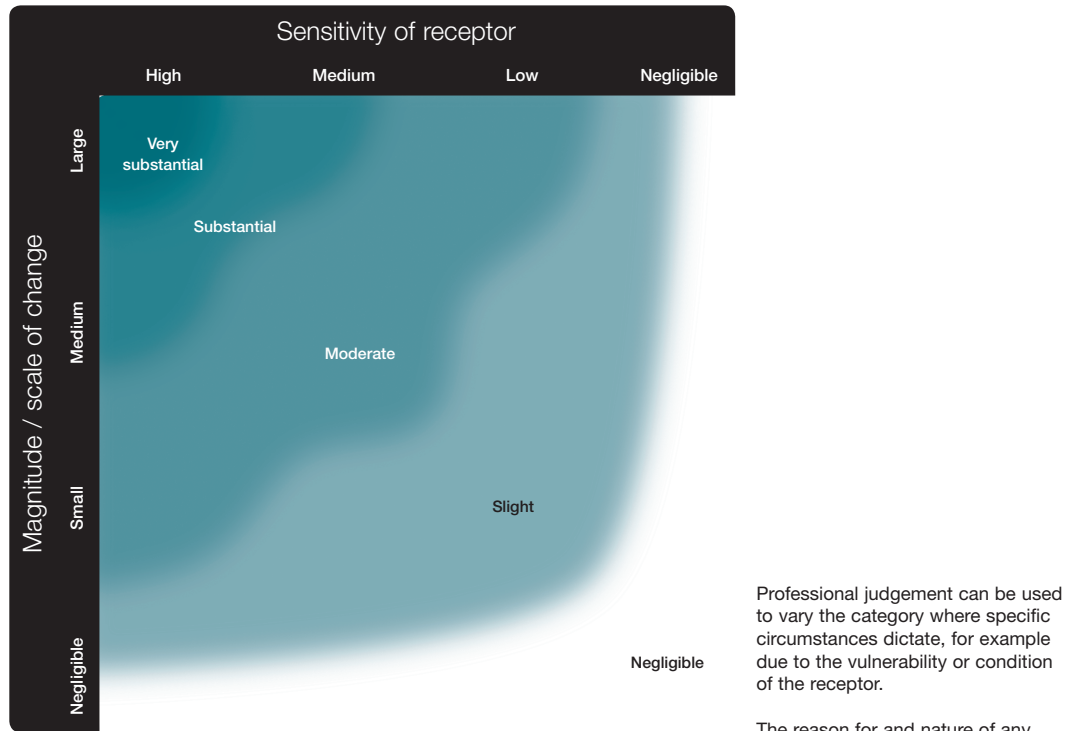 Sensitivity of receptor
High Medium Low Negligible
Magnitude / scale of change
Large
Medium
Small
Negligible
Very
substantial
Substantial
Moderate
Slight
Negligible
Professional judgement can be used
to vary the category where specific
circumstances dictate, for example
due to the vulnerability or condition
of the receptor.
The reason for and nature of any